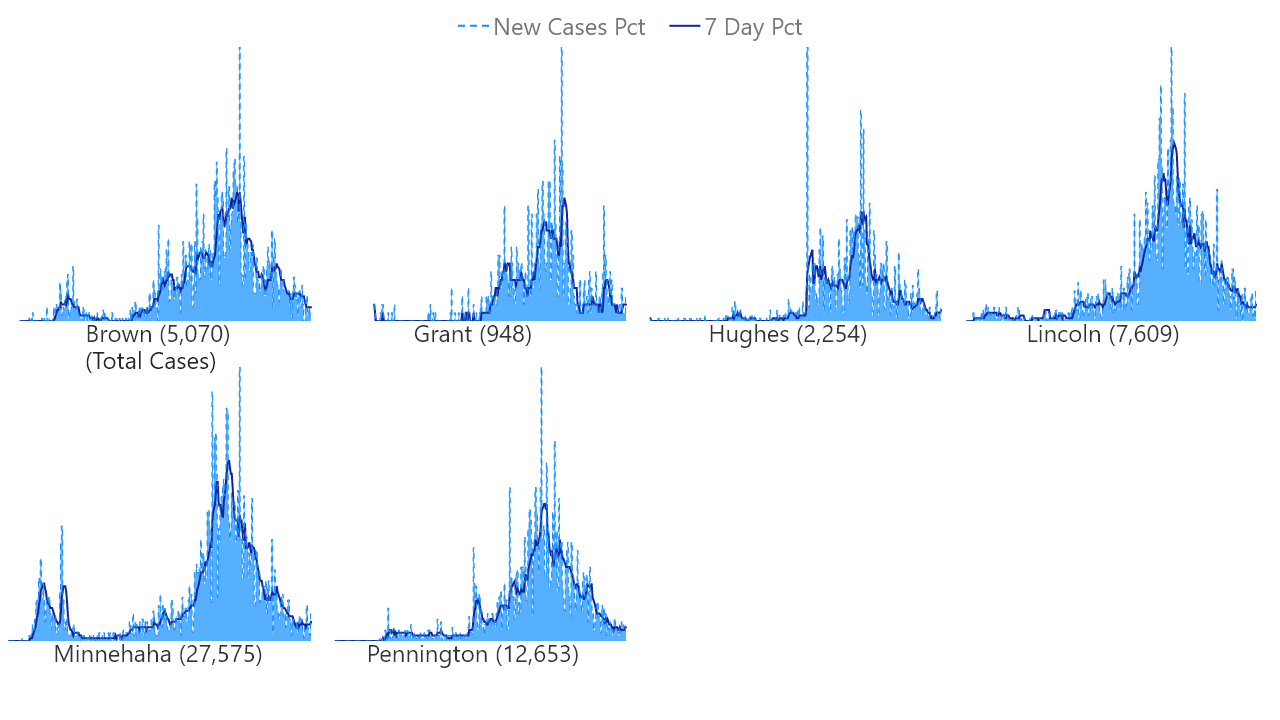 New Cases Pct 7 Day Pct
Brown (5,070)
(Total Cases)
Grant (948)
Hughes (2,254)
Lincoln (7,609)
Minnehaha (27,575)
Pennington (12,653)